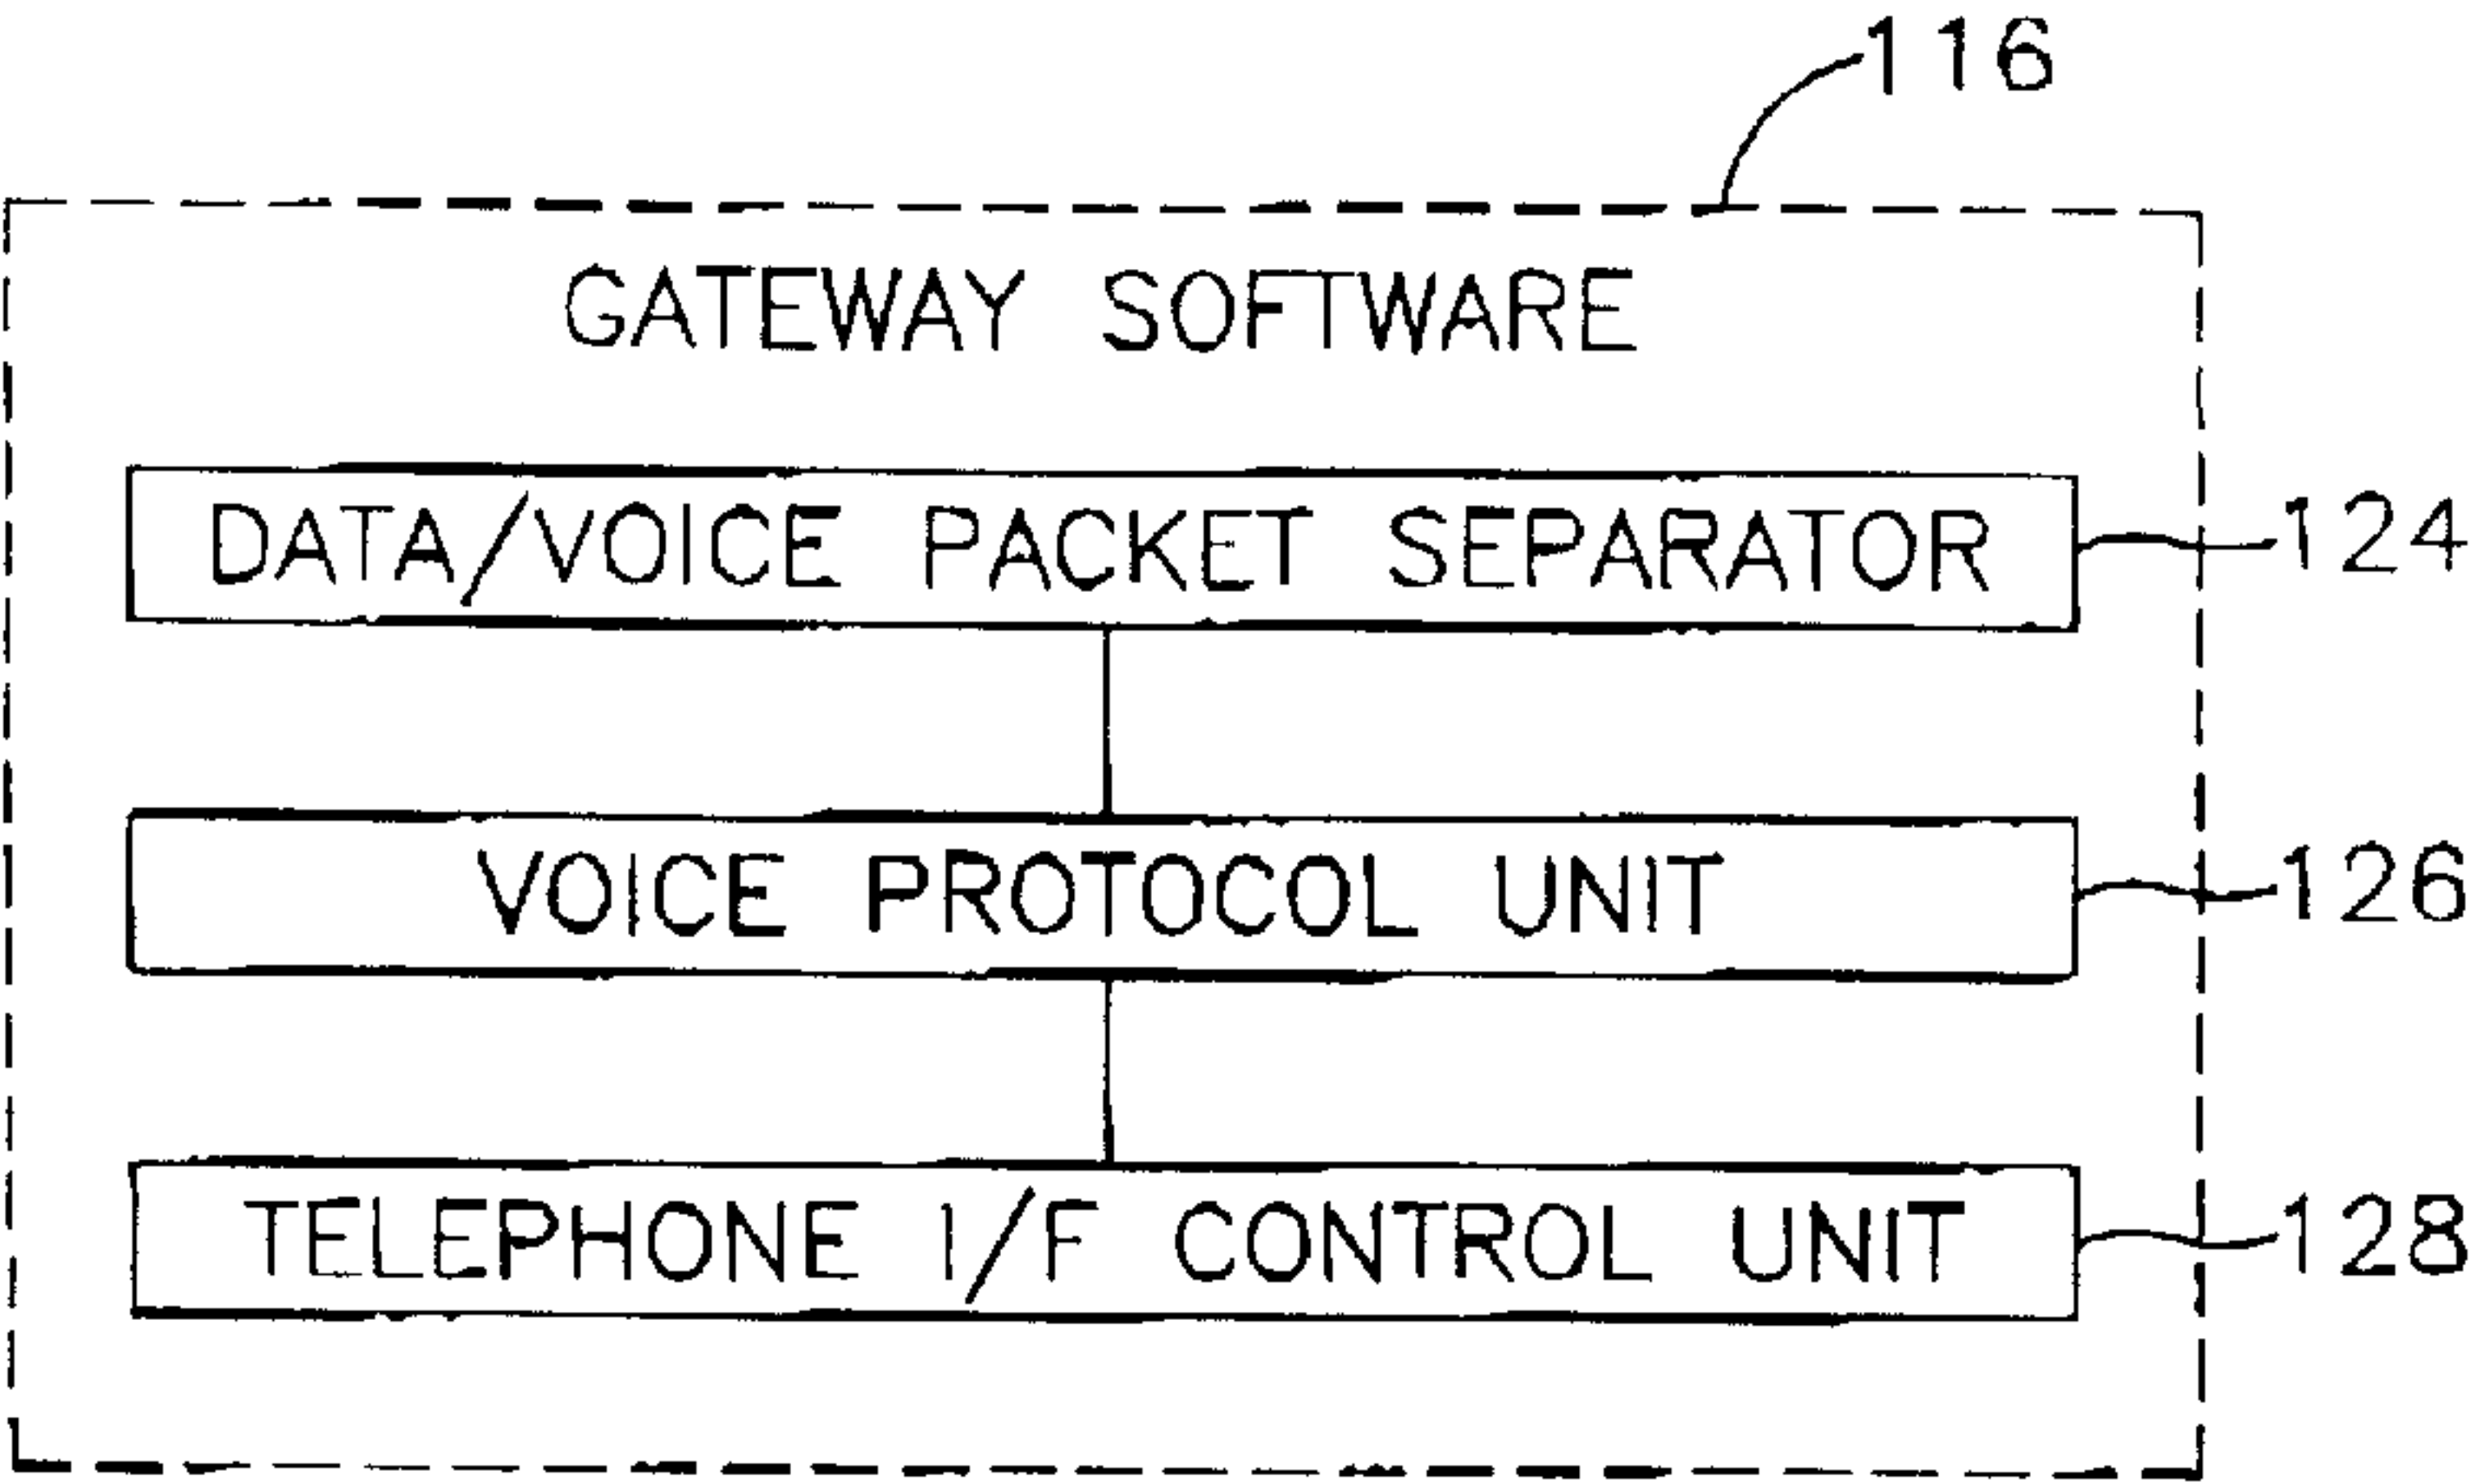 116
GATEWAY SOFTWARE
DATA/VOICE PACKET SEPARATOR
124
VOICE PROTOCOL UNIT
126
TELEPHONE I/F CONTROL UNIT
128